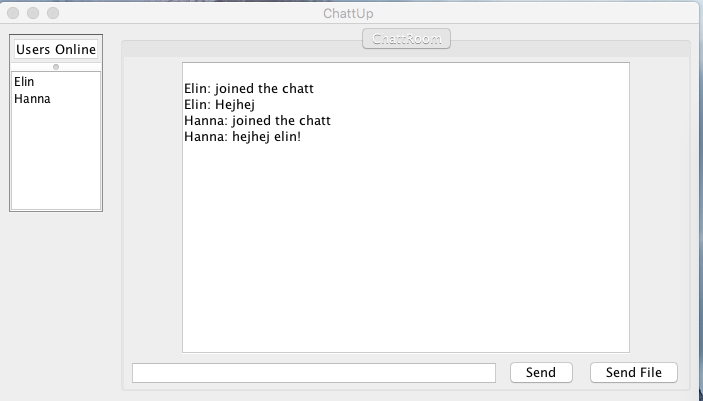 ChattUp
Users Online
Elin
Hanna
ChattRoom
Elin: joined the chatt
Elin: Hejhej
Hanna: joined the chatt
Hanna: hejhej elin!
Send
Send File